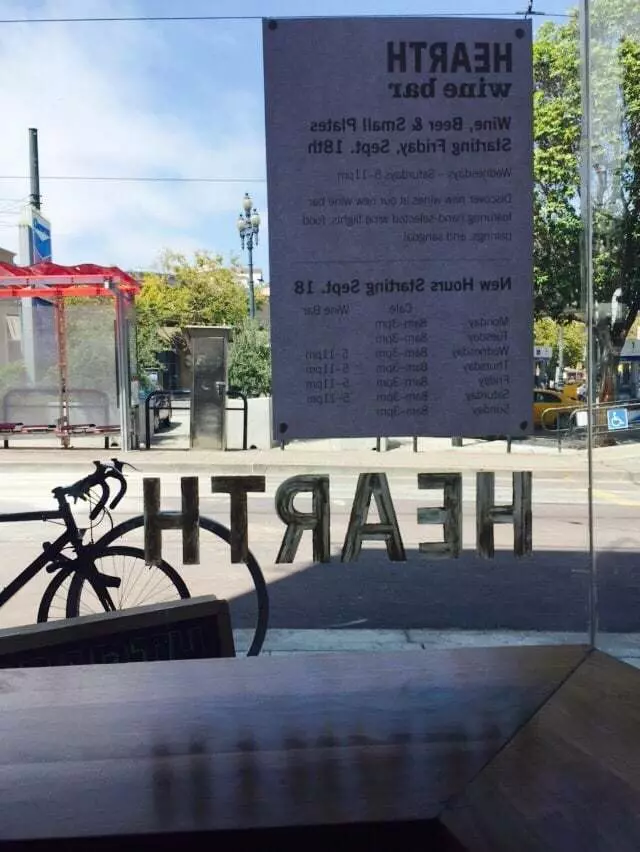 HEARTH
wine bar
Wine, Beer & Small Plates
Starting Friday, Sept. 18th
Wednesdays - Saturdays 5-11pm
Discover new wines at our new wine bar
featuring hand-selected wine flights, food
pairings, and sangria!
New Hours Starting Sept. 18
Cafe Wine Bar
Monday 8am-3pm
Tuesday 8am-3pm
Wednesday 8am-3pm 5-11pm
Thursday 8am-3pm 5-11pm
Friday 8am-3pm 5-11pm
Saturday 8am-3pm 5-11pm
Sunday 8am-3pm
HEARTH